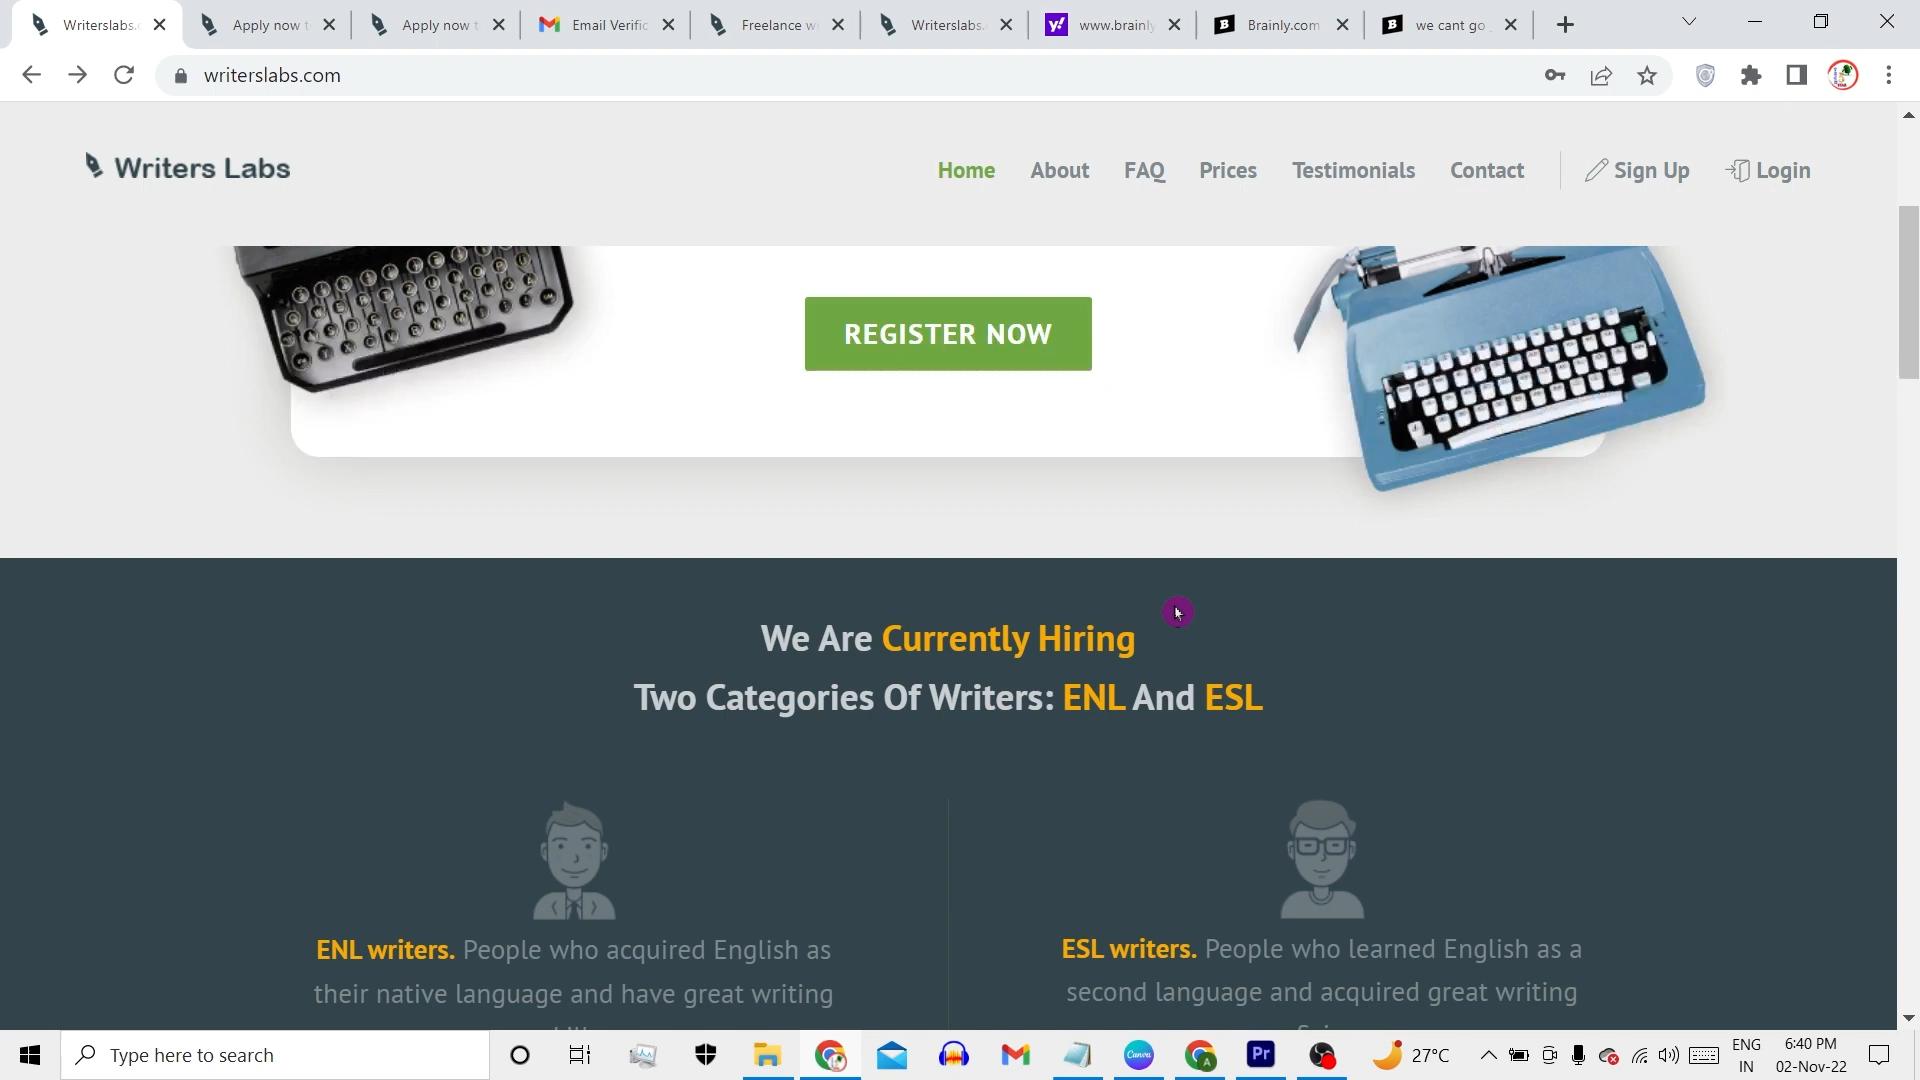 Writerslabs.c
Apply now t
Apply now t
Email Verific
Freelance w
Writerslabs.
www.brainly
Brainly.com
we cant go
writerslabs.com
Writers Labs
Home
About
FAQ
Prices
Testimonials
Contact
Sign Up
Login
REGISTER NOW
We Are Currently Hiring
Two Categories Of Writers: ENL And ESL
ENL writers. People who acquired English as
their native language and have great writing
ESL writers. People who learned English as a
second language and acquired great writing
Type here to search
Canva
A
Pr
27°C
ENG
IN
6:40 PM
02-Nov-22